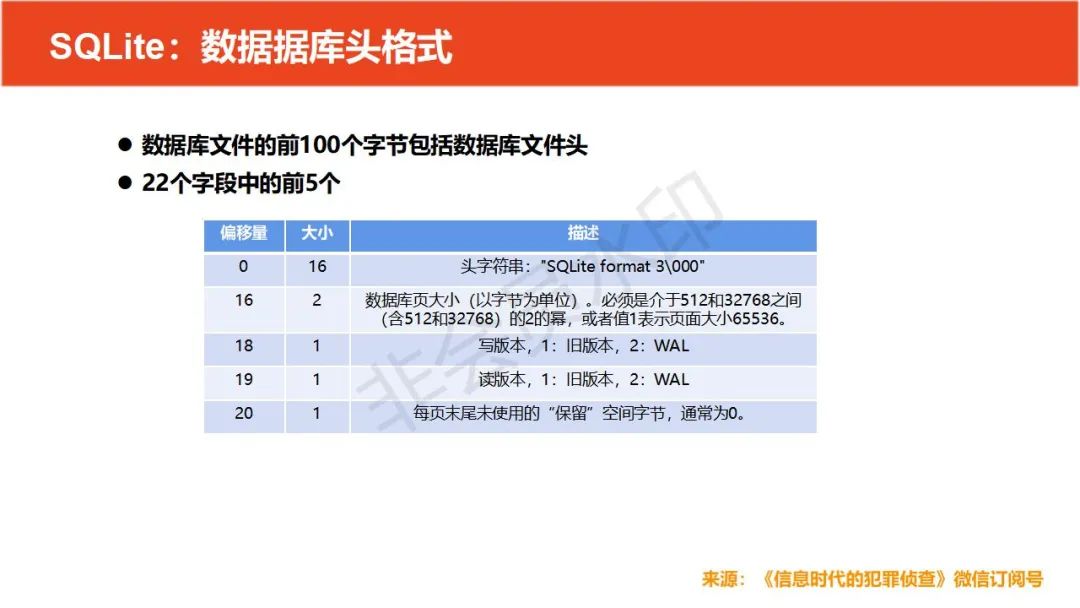 SQLite：数据据库头格式
● 数据库文件的前100个字节包括数据库文件头
● 22个字段中的前5个
偏移量 大小 描述
0 16 头字符串："SQLite format 3\000"
16 2 数据库页大小（以字节为单位）。必须是介于512和32768之间
（含512和32768）的2的幂，或者值1表示页面大小65536。
18 1 写版本，1：旧版本，2：WAL
19 1 读版本，1：旧版本，2：WAL
20 1 每页末尾未使用的“保留”空间字节，通常为0。
非会员水印
来源：《信息时代的犯罪侦查》微信订阅号